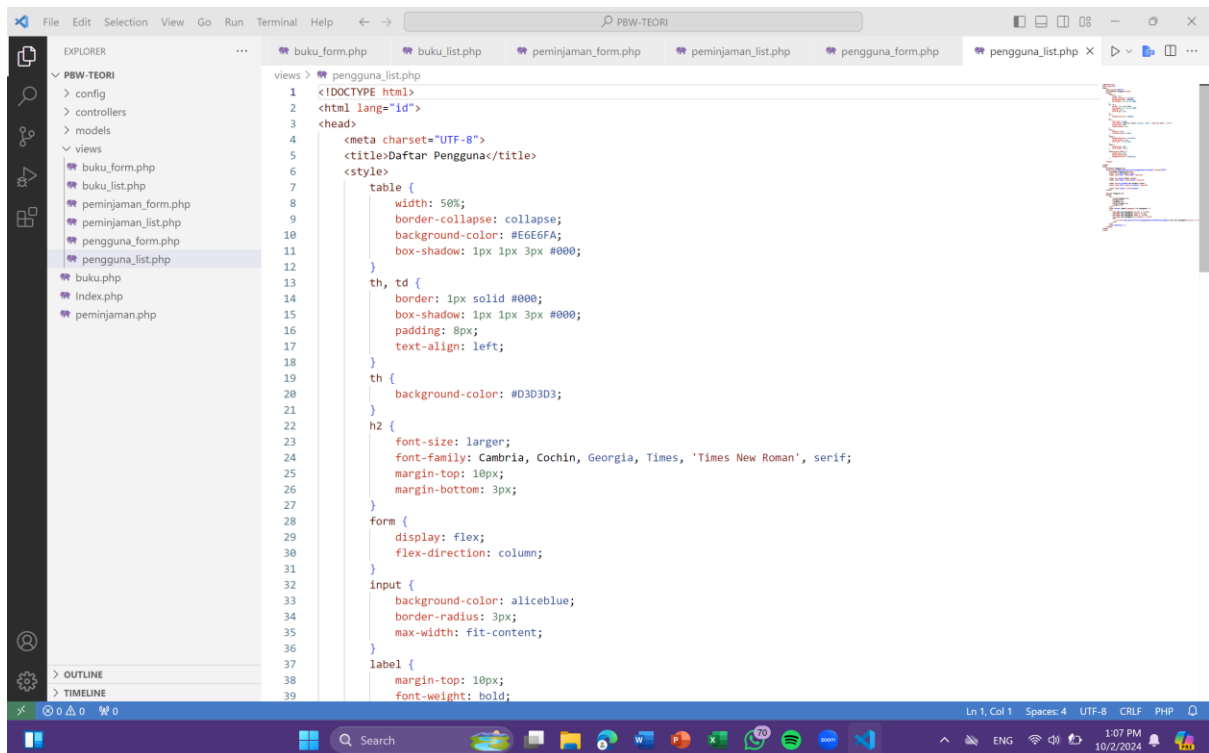 File Edit Selection View Go Run Terminal Help
PBW-TEORI
EXPLORER
PBW-TEORI
config
controllers
models
views
buku_form.php
buku_list.php
peminjaman_form.php
peminjaman_list.php
pengguna_form.php
pengguna_list.php
buku.php
Index.php
peminjaman.php
OUTLINE
TIMELINE
buku_form.php buku_list.php peminjaman_form.php peminjaman_list.php pengguna_form.php pengguna_list.php
views > pengguna_list.php
1 <!DOCTYPE html>
2 <html lang="id">
3 <head>
4 <meta charset="UTF-8">
5 <title>Daftar Pengguna</title>
6 <style>
7 table {
8 width: 50%;
9 border-collapse: collapse;
10 background-color: #E6E6FA;
11 box-shadow: 1px 1px 3px #000;
12 }
13 th, td {
14 border: 1px solid #000;
15 box-shadow: 1px 1px 3px #000;
16 padding: 8px;
17 text-align: left;
18 }
19 th {
20 background-color: #D3D3D3;
21 }
22 h2 {
23 font-size: larger;
24 font-family: Cambria, Cochin, Georgia, Times, 'Times New Roman', serif;
25 margin-top: 10px;
26 margin-bottom: 3px;
27 }
28 form {
29 display: flex;
30 flex-direction: column;
31 }
32 input {
33 background-color: aliceblue;
34 border-radius: 3px;
35 max-width: fit-content;
36 }
37 label {
38 margin-top: 10px;
39 font-weight: bold;
0 0 0 Ln 1, Col 1 Spaces: 4 UTF-8 CRLF PHP
Search 70 zoom ENG 1:07 PM
10/2/2024